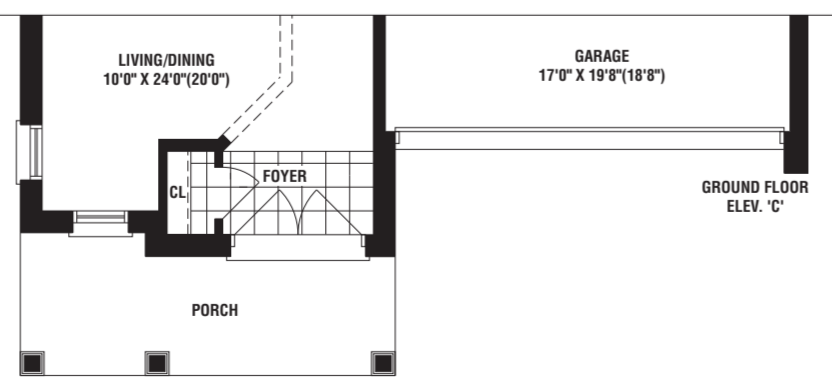 LIVING/DINING
10'0" X 24'0"(20'0")
GARAGE
17'0" X 19'8"(18'8")
CL
FOYER
GROUND FLOOR
ELEV. 'C'
PORCH